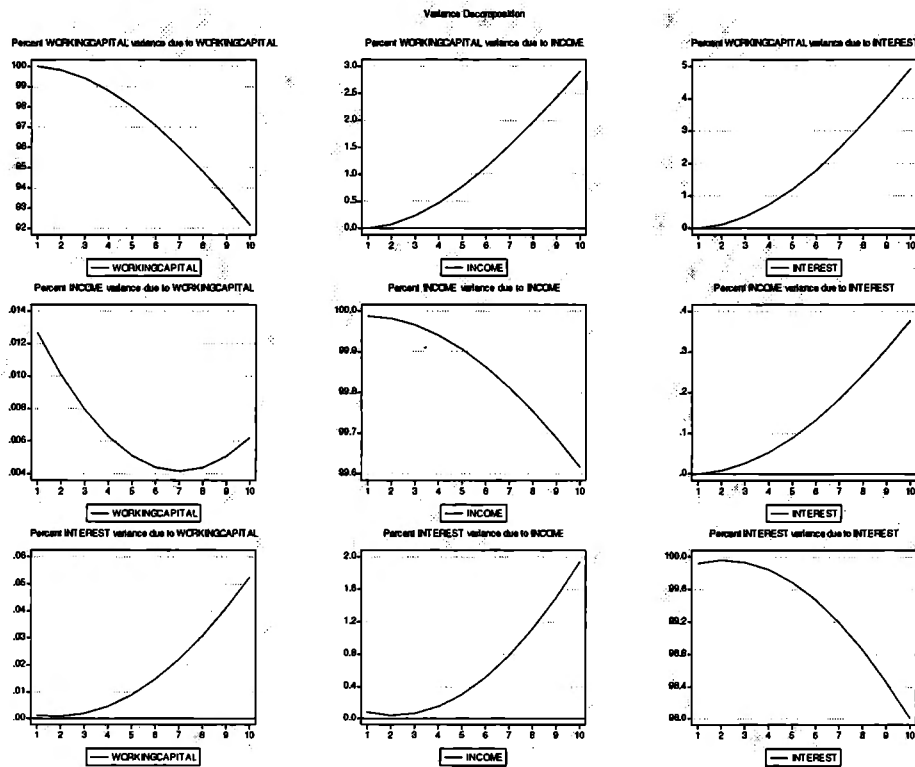 Variance Decomposition
Percent WORKINGCAPITAL variance due to WORKINGCAPITAL
Percent WORKINGCAPITAL variance due to INCOME
Percent WORKINGCAPITAL variance due to INTEREST
100
99
98
97
96
95
94
93
92
1 2 3 4 5 6 7 8 9 10
WORKINGCAPITAL
3.0
2.5
2.0
1.5
1.0
0.5
0.0
1 2 3 4 5 6 7 8 9 10
INCOME
5
4
3
2
1
0
1 2 3 4 5 6 7 8 9 10
INTEREST
Percent INCOME variance due to WORKINGCAPITAL
Percent INCOME variance due to INCOME
Percent INCOME variance due to INTEREST
.014
.012
.010
.008
.006
.004
1 2 3 4 5 6 7 8 9 10
WORKINGCAPITAL
100.0
99.9
99.8
99.7
99.6
1 2 3 4 5 6 7 8 9 10
INCOME
.4
.3
.2
.1
.0
1 2 3 4 5 6 7 8 9 10
INTEREST
Percent INTEREST variance due to WORKINGCAPITAL
Percent INTEREST variance due to INCOME
Percent INTEREST variance due to INTEREST
.06
.05
.04
.03
.02
.01
.00
1 2 3 4 5 6 7 8 9 10
WORKINGCAPITAL
2.0
1.6
1.2
0.8
0.4
0.0
1 2 3 4 5 6 7 8 9 10
INCOME
100.0
99.6
99.2
98.8
98.4
98.0
1 2 3 4 5 6 7 8 9 10
INTEREST